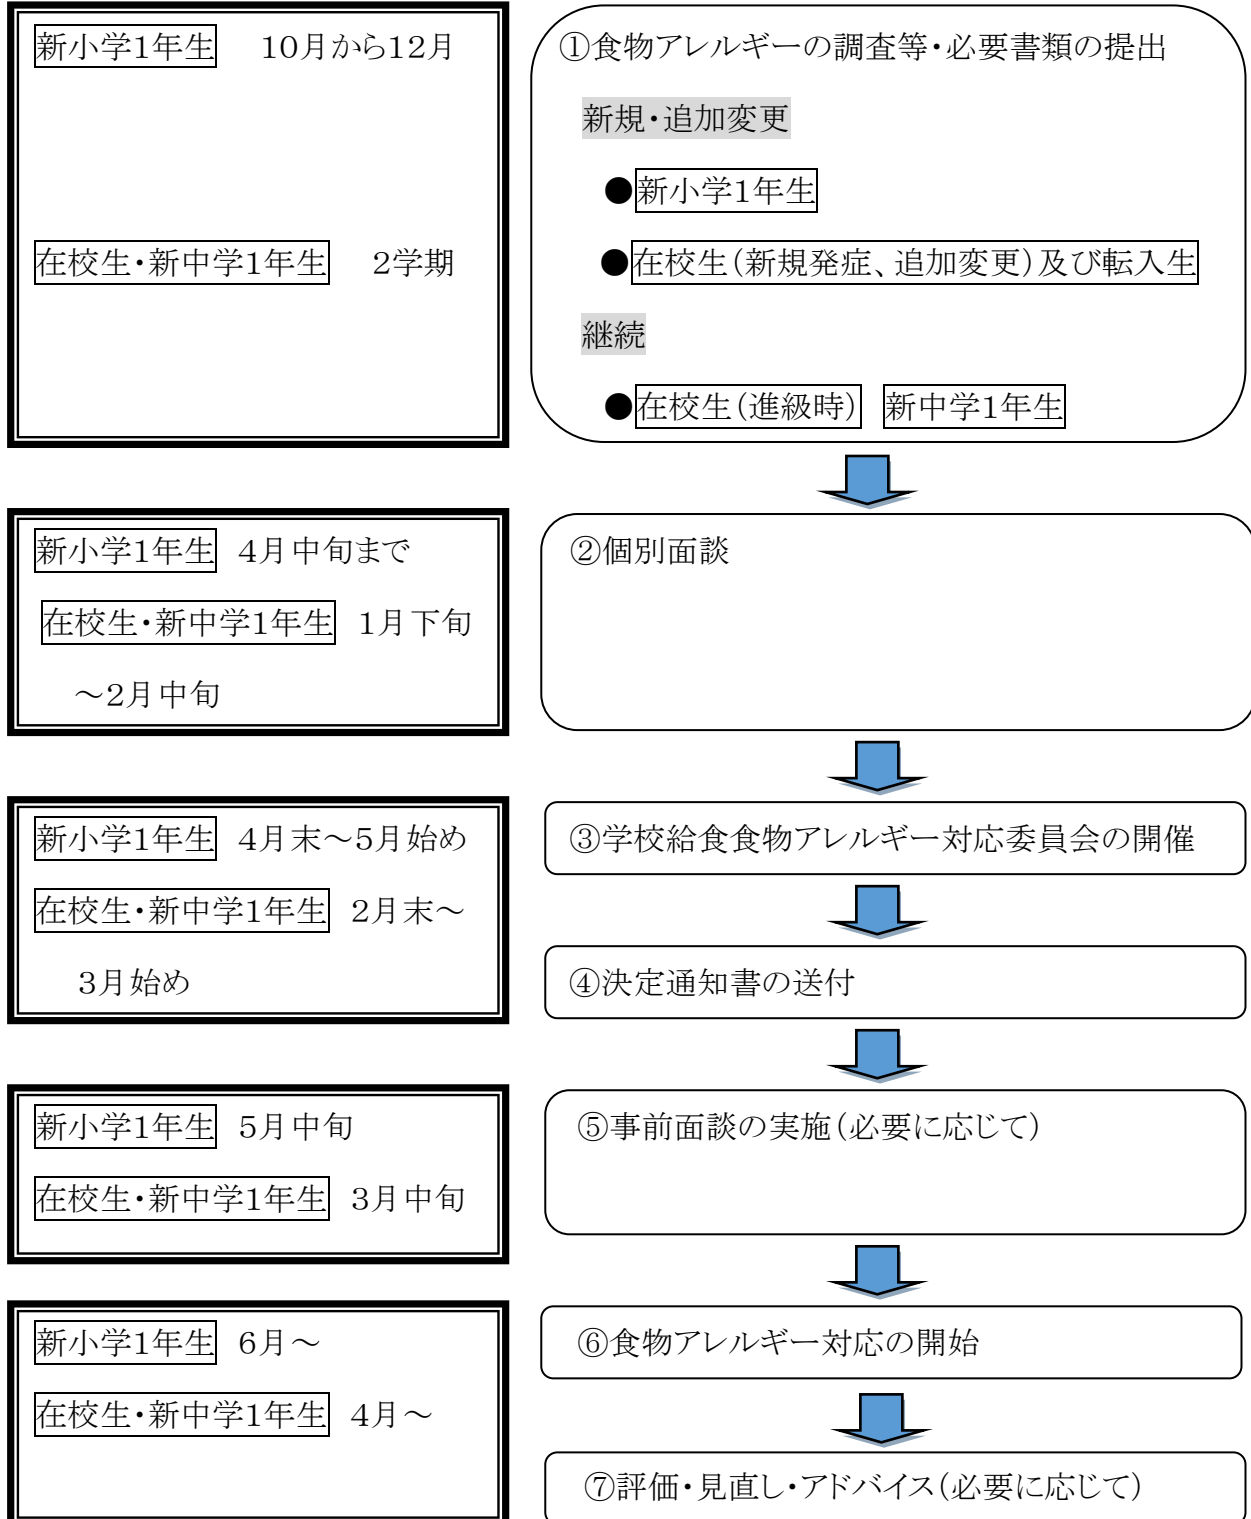 新小学1年生 10月から12月
在校生・新中学1年生 2学期
①食物アレルギーの調査等・必要書類の提出
新規・追加変更
●新小学1年生
●在校生(新規発症、追加変更)及び転入生
継続
●在校生(進級時) 新中学1年生
新小学1年生 4月中旬まで
在校生・新中学1年生 1月下旬
～2月中旬
②個別面談
新小学1年生 4月末～5月始め
在校生・新中学1年生 2月末～
3月始め
③学校給食食物アレルギー対応委員会の開催
④決定通知書の送付
新小学1年生 5月中旬
在校生・新中学1年生 3月中旬
⑤事前面談の実施(必要に応じて)
新小学1年生 6月～
在校生・新中学1年生 4月～
⑥食物アレルギー対応の開始
⑦評価・見直し・アドバイス(必要に応じて)